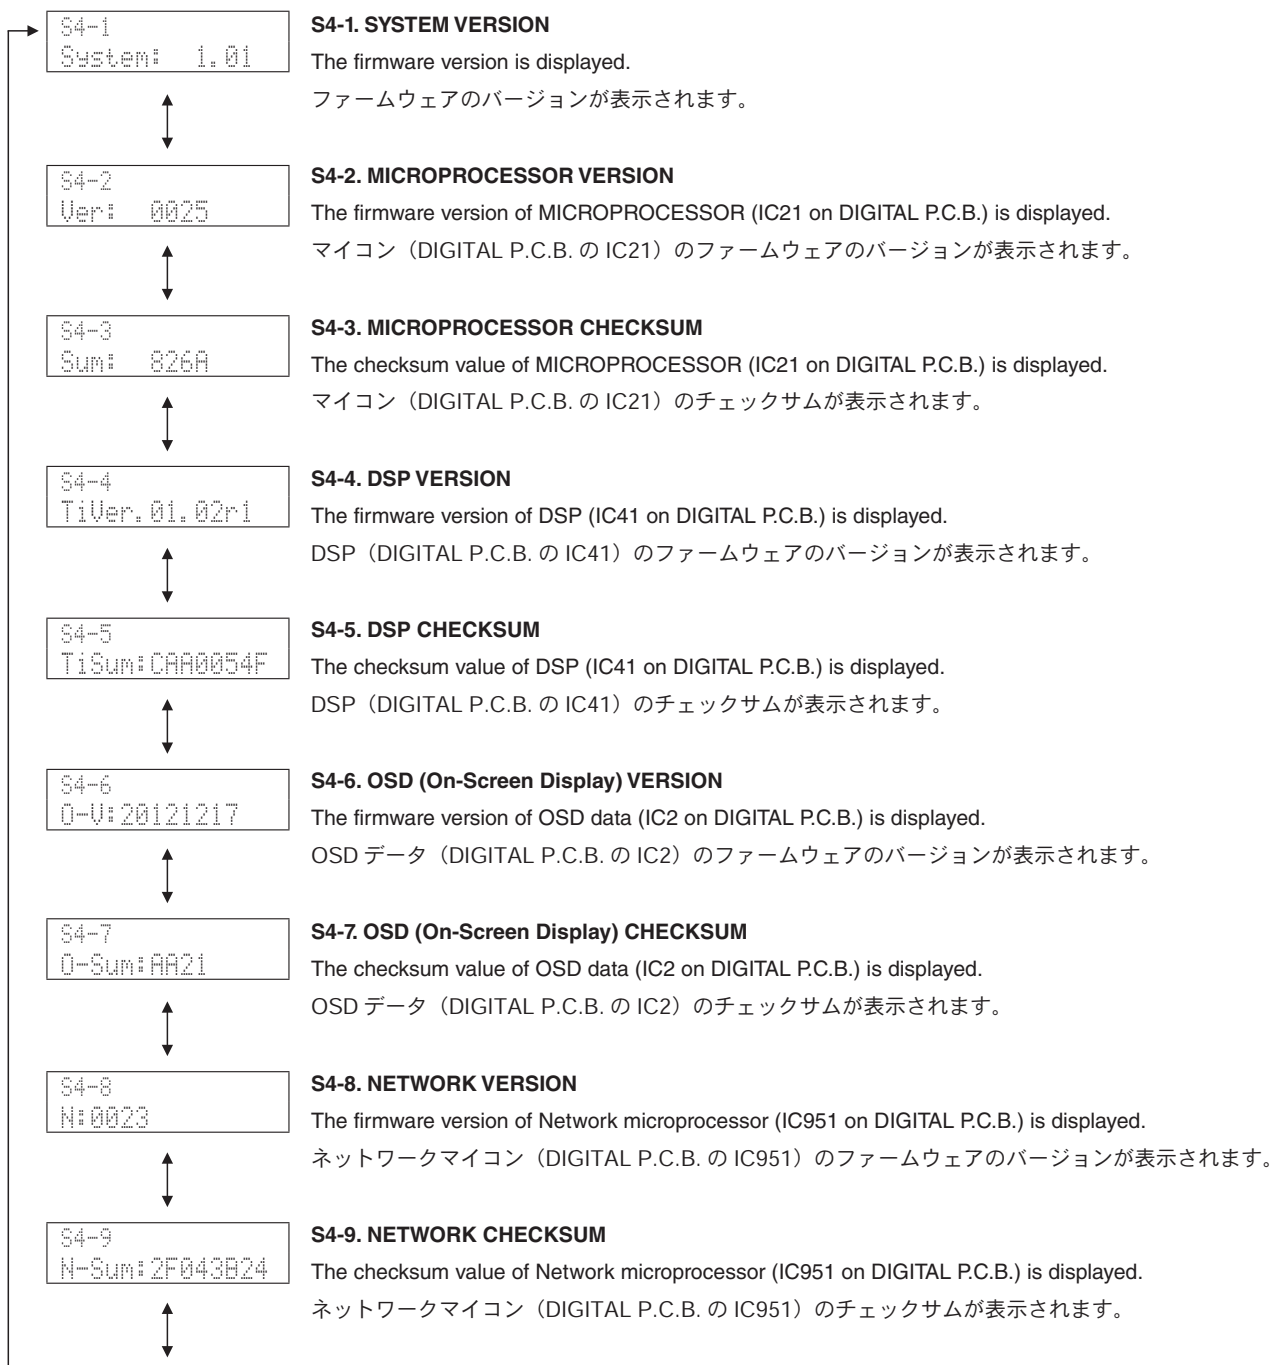 S4-1
System: 1.01
S4-1. SYSTEM VERSION
The firmware version is displayed.
ファームウェアのバージョンが表示されます。
S4-2
Ver: 0025
S4-2. MICROPROCESSOR VERSION
The firmware version of MICROPROCESSOR (IC21 on DIGITAL P.C.B.) is displayed.
マイコン（DIGITAL P.C.B. の IC21）のファームウェアのバージョンが表示されます。
S4-3
Sum: 826A
S4-3. MICROPROCESSOR CHECKSUM
The checksum value of MICROPROCESSOR (IC21 on DIGITAL P.C.B.) is displayed.
マイコン（DIGITAL P.C.B. の IC21）のチェックサムが表示されます。
S4-4
TiVer.01.02r1
S4-4. DSP VERSION
The firmware version of DSP (IC41 on DIGITAL P.C.B.) is displayed.
DSP（DIGITAL P.C.B. の IC41）のファームウェアのバージョンが表示されます。
S4-5
TiSum:CAA0054F
S4-5. DSP CHECKSUM
The checksum value of DSP (IC41 on DIGITAL P.C.B.) is displayed.
DSP（DIGITAL P.C.B. の IC41）のチェックサムが表示されます。
S4-6
O-V:20121217
S4-6. OSD (On-Screen Display) VERSION
The firmware version of OSD data (IC2 on DIGITAL P.C.B.) is displayed.
OSD データ（DIGITAL P.C.B. の IC2）のファームウェアのバージョンが表示されます。
S4-7
O-Sum:AA21
S4-7. OSD (On-Screen Display) CHECKSUM
The checksum value of OSD data (IC2 on DIGITAL P.C.B.) is displayed.
OSD データ（DIGITAL P.C.B. の IC2）のチェックサムが表示されます。
S4-8
N:0023
S4-8. NETWORK VERSION
The firmware version of Network microprocessor (IC951 on DIGITAL P.C.B.) is displayed.
ネットワークマイコン（DIGITAL P.C.B. の IC951）のファームウェアのバージョンが表示されます。
S4-9
N-Sum:2F043B24
S4-9. NETWORK CHECKSUM
The checksum value of Network microprocessor (IC951 on DIGITAL P.C.B.) is displayed.
ネットワークマイコン（DIGITAL P.C.B. の IC951）のチェックサムが表示されます。